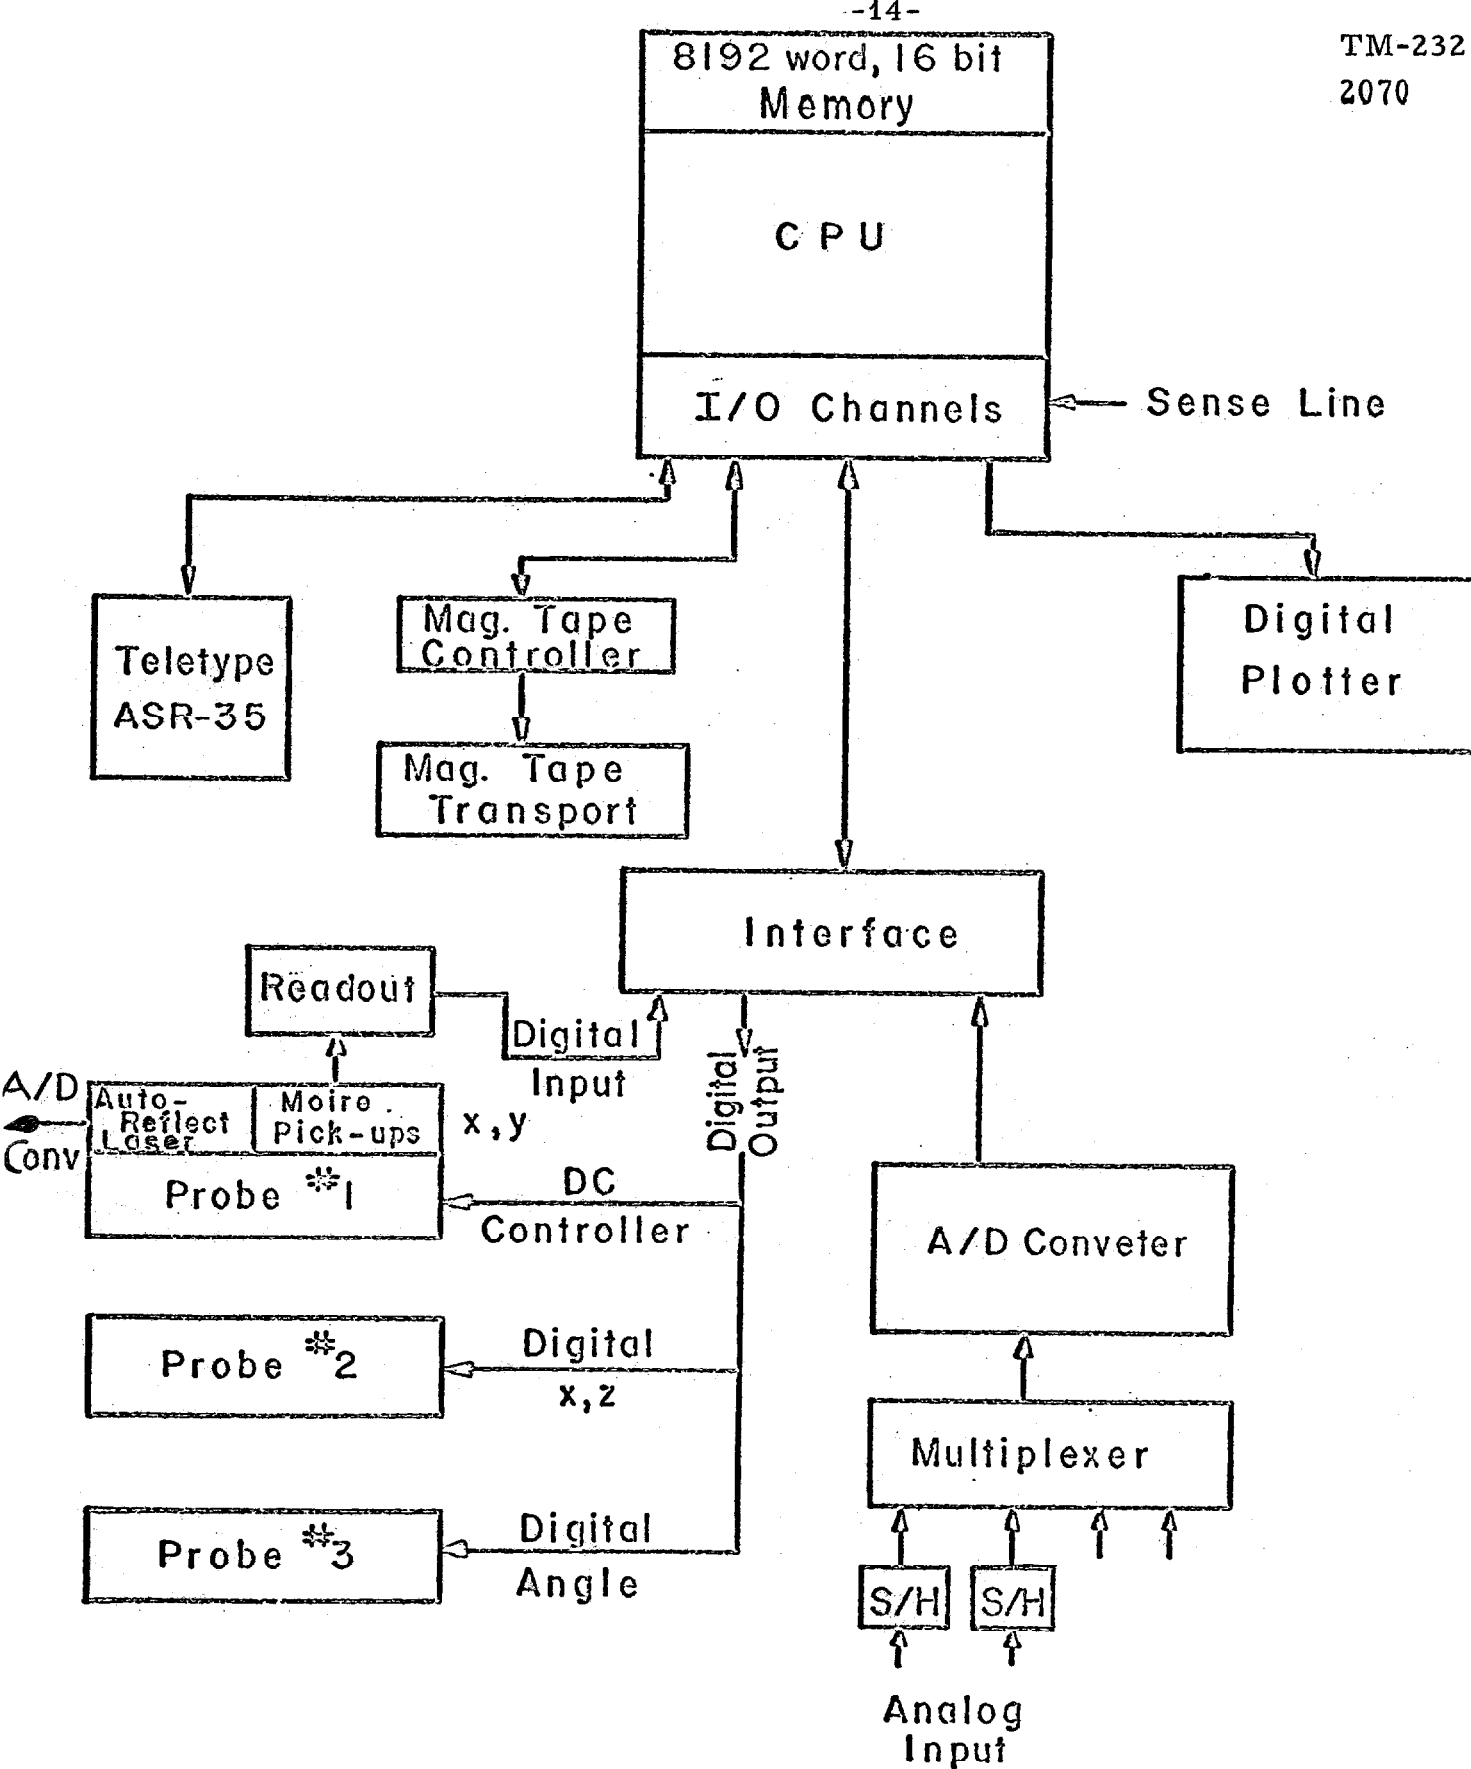 -14-
TM-232
2070
8192 word, 16 bit
Memory
CPU
I/O Channels
Sense Line
Teletype
ASR-35
Mag. Tape
Controller
Mag. Tape
Transport
Digital
Plotter
Interface
Readout
Digital
Input
Digital
Output
A/D
Conv
Auto-
Reflect
Laser
Moire
Pick-ups
x,y
Probe #1
DC
Controller
A/D Conveter
Probe #2
Digital
x,z
Multiplexer
Probe #3
Digital
Angle
S/H
S/H
Analog
Input